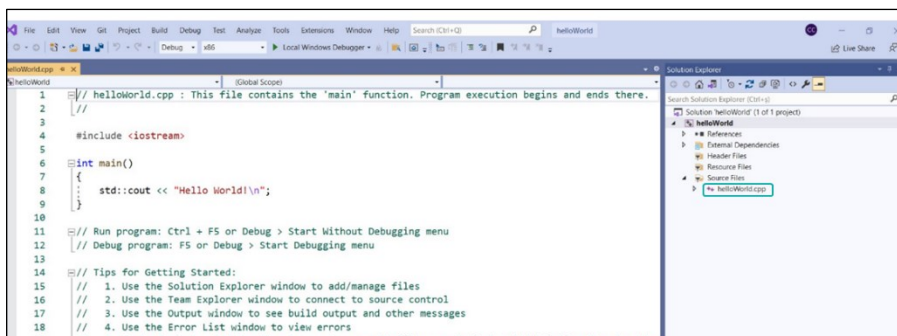 File Edit View Git Project Build Debug Test Analyze Tools Extensions Window Help Search (Ctrl+Q) helloWorld
Debug x86 Local Windows Debugger Live Share
helloWorld.cpp
helloWorld (Global Scope)
1 // helloWorld.cpp : This file contains the 'main' function. Program execution begins and ends there.
2 //
3
4 #include <iostream>
5
6 int main()
7 {
8 std::cout << "Hello World!\n";
9 }
10
11 // Run program: Ctrl + F5 or Debug > Start Without Debugging menu
12 // Debug program: F5 or Debug > Start Debugging menu
13
14 // Tips for Getting Started:
15 // 1. Use the Solution Explorer window to add/manage files
16 // 2. Use the Team Explorer window to connect to source control
17 // 3. Use the Output window to see build output and other messages
18 // 4. Use the Error List window to view errors
Solution Explorer
Search Solution Explorer (Ctrl+;)
Solution 'helloWorld' (1 of 1 project)
helloWorld
References
External Dependencies
Header Files
Resource Files
Source Files
helloWorld.cpp